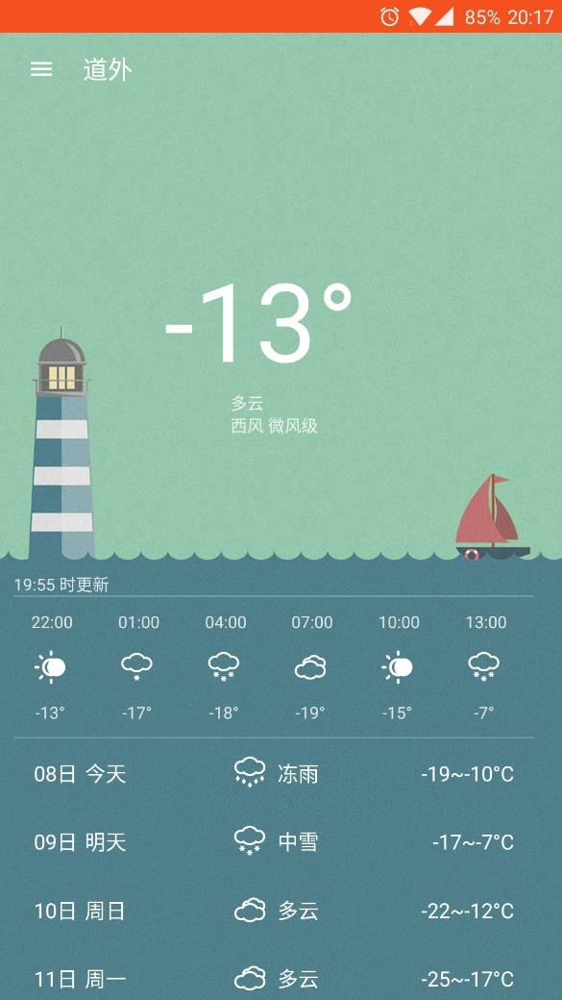 85% 20:17
道外
-13°
多云
西风 微风级
19:55 时更新
22:00 01:00 04:00 07:00 10:00 13:00
-13° -17° -18° -19° -15° -7°
08日 今天 冻雨 -19~-10°C
09日 明天 中雪 -17~-7°C
10日 周日 多云 -22~-12°C
11日 周一 多云 -25~-17°C